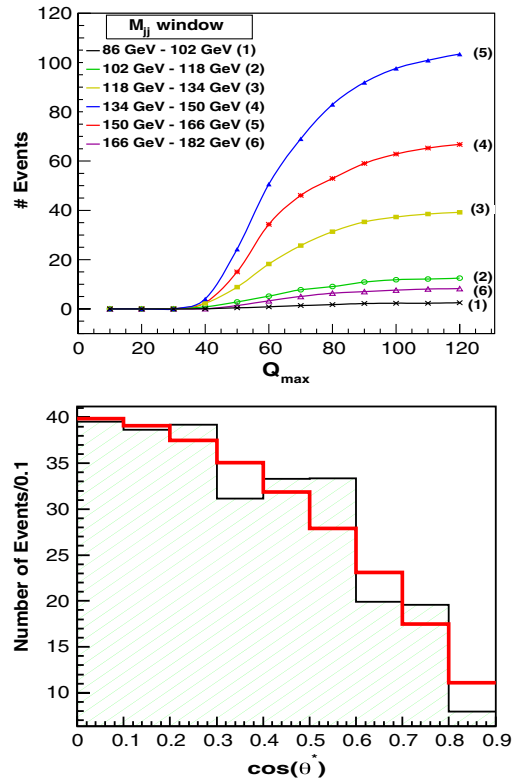 M_jj window
86 GeV - 102 GeV (1)
102 GeV - 118 GeV (2)
118 GeV - 134 GeV (3)
134 GeV - 150 GeV (4)
150 GeV - 166 GeV (5)
166 GeV - 182 GeV (6)
# Events
120
100
80
60
40
20
0
(5)
(4)
(3)
(2)
(6)
(1)
0 20 40 60 80 100 120
Q_max
Number of Events/0.1
40
35
30
25
20
15
10
0 0.1 0.2 0.3 0.4 0.5 0.6 0.7 0.8 0.9
cos(θ*)